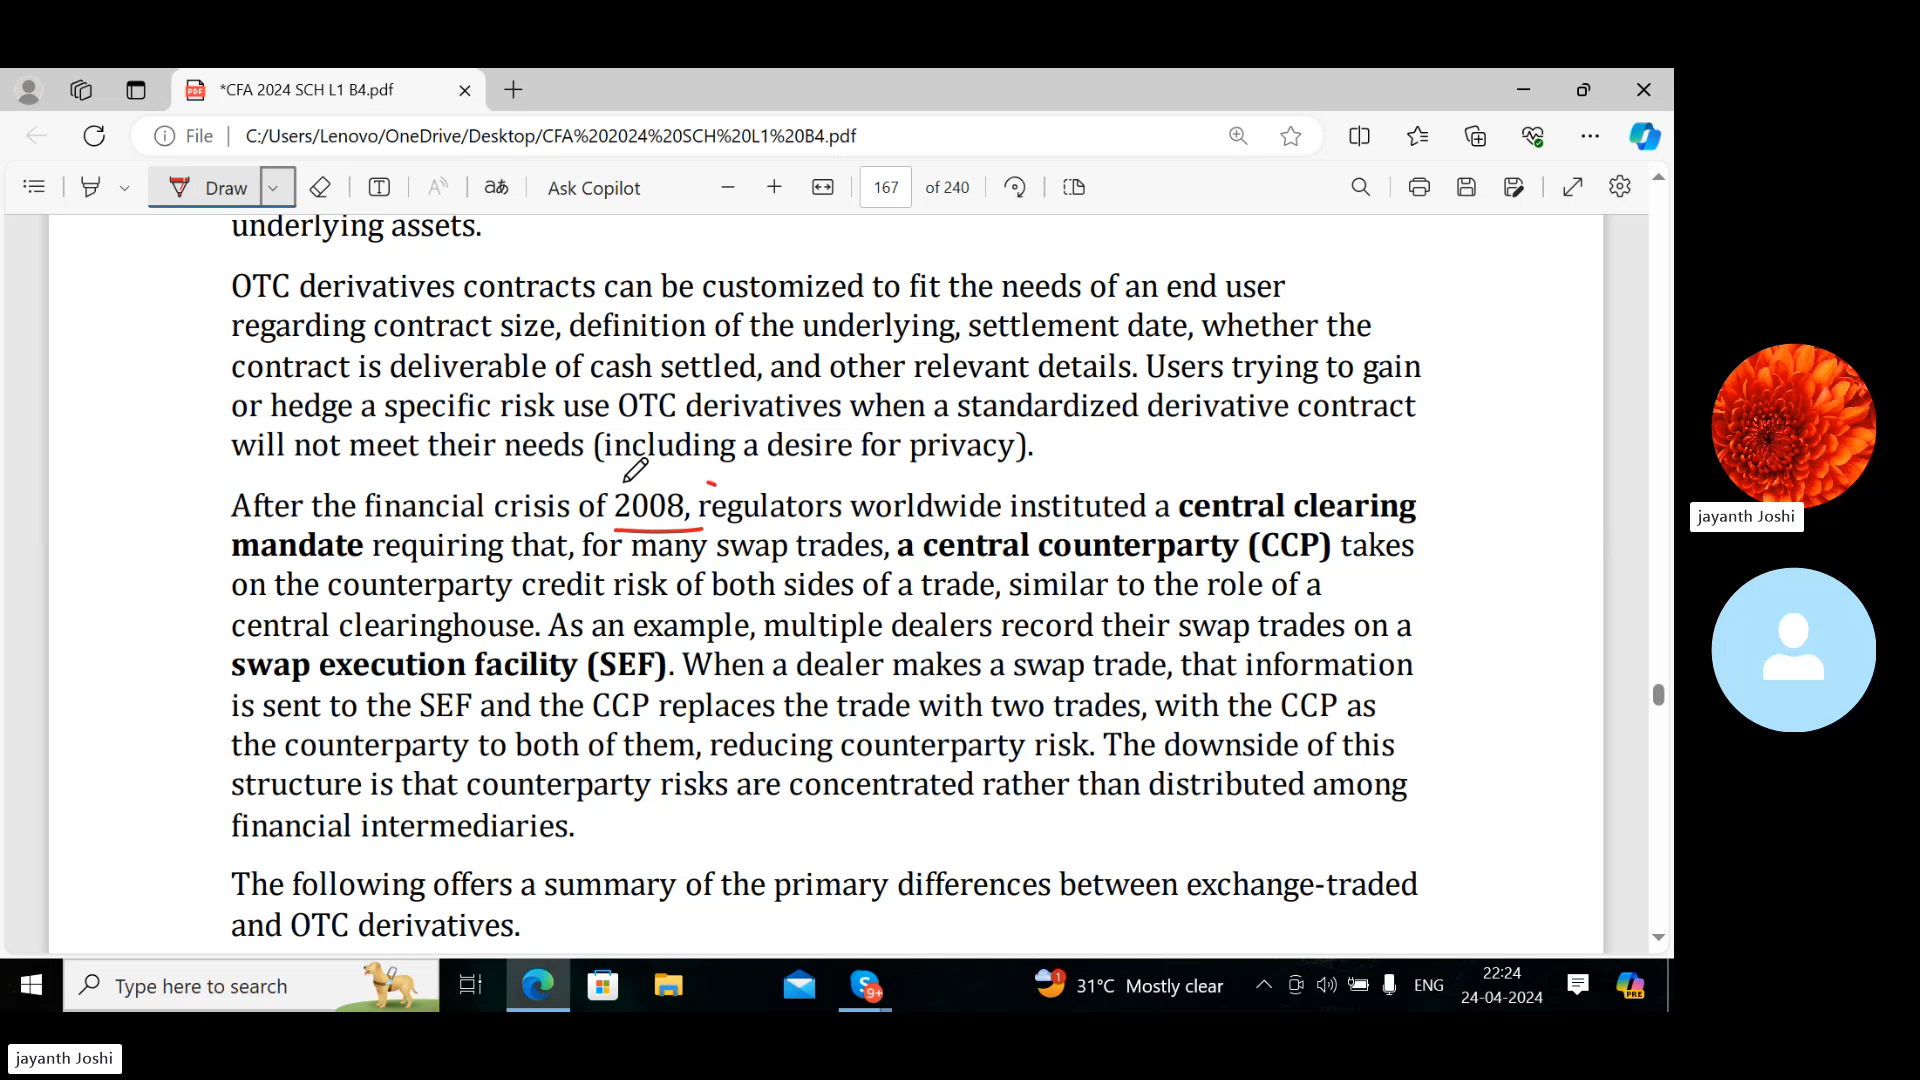 *CFA 2024 SCH L1 B4.pdf
File
C:/Users/Lenovo/OneDrive/Desktop/CFA%202024%20SCH%20L1%20B4.pdf
Draw
Ask Copilot
167
of 240
underlying assets.
OTC derivatives contracts can be customized to fit the needs of an end user
regarding contract size, definition of the underlying, settlement date, whether the
contract is deliverable of cash settled, and other relevant details. Users trying to gain
or hedge a specific risk use OTC derivatives when a standardized derivative contract
will not meet their needs (including a desire for privacy).
After the financial crisis of 2008, regulators worldwide instituted a central clearing
mandate requiring that, for many swap trades, a central counterparty (CCP) takes
on the counterparty credit risk of both sides of a trade, similar to the role of a
central clearinghouse. As an example, multiple dealers record their swap trades on a
swap execution facility (SEF). When a dealer makes a swap trade, that information
is sent to the SEF and the CCP replaces the trade with two trades, with the CCP as
the counterparty to both of them, reducing counterparty risk. The downside of this
structure is that counterparty risks are concentrated rather than distributed among
financial intermediaries.
The following offers a summary of the primary differences between exchange-traded
and OTC derivatives.
jayanth Joshi
Type here to search
9+
1
31°C Mostly clear
ENG
22:24
24-04-2024
PRE
jayanth Joshi